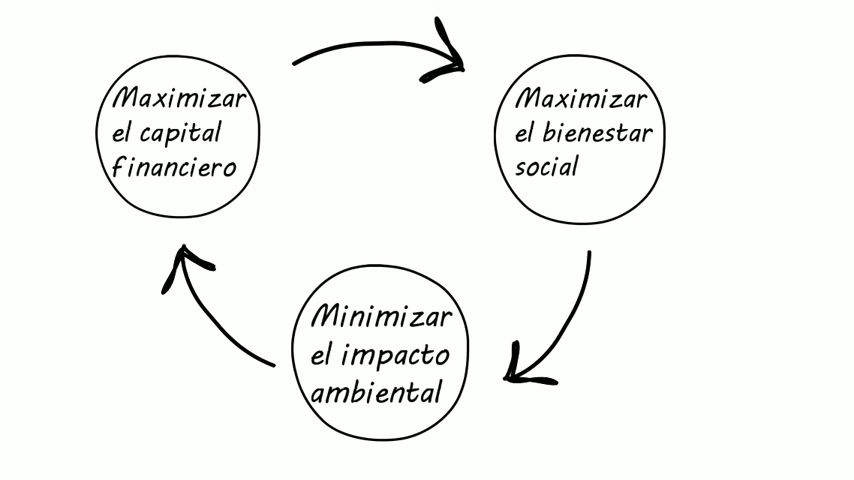 Maximizar
el capital
financiero
Maximizar
el bienestar
social
Minimizar
el impacto
ambiental